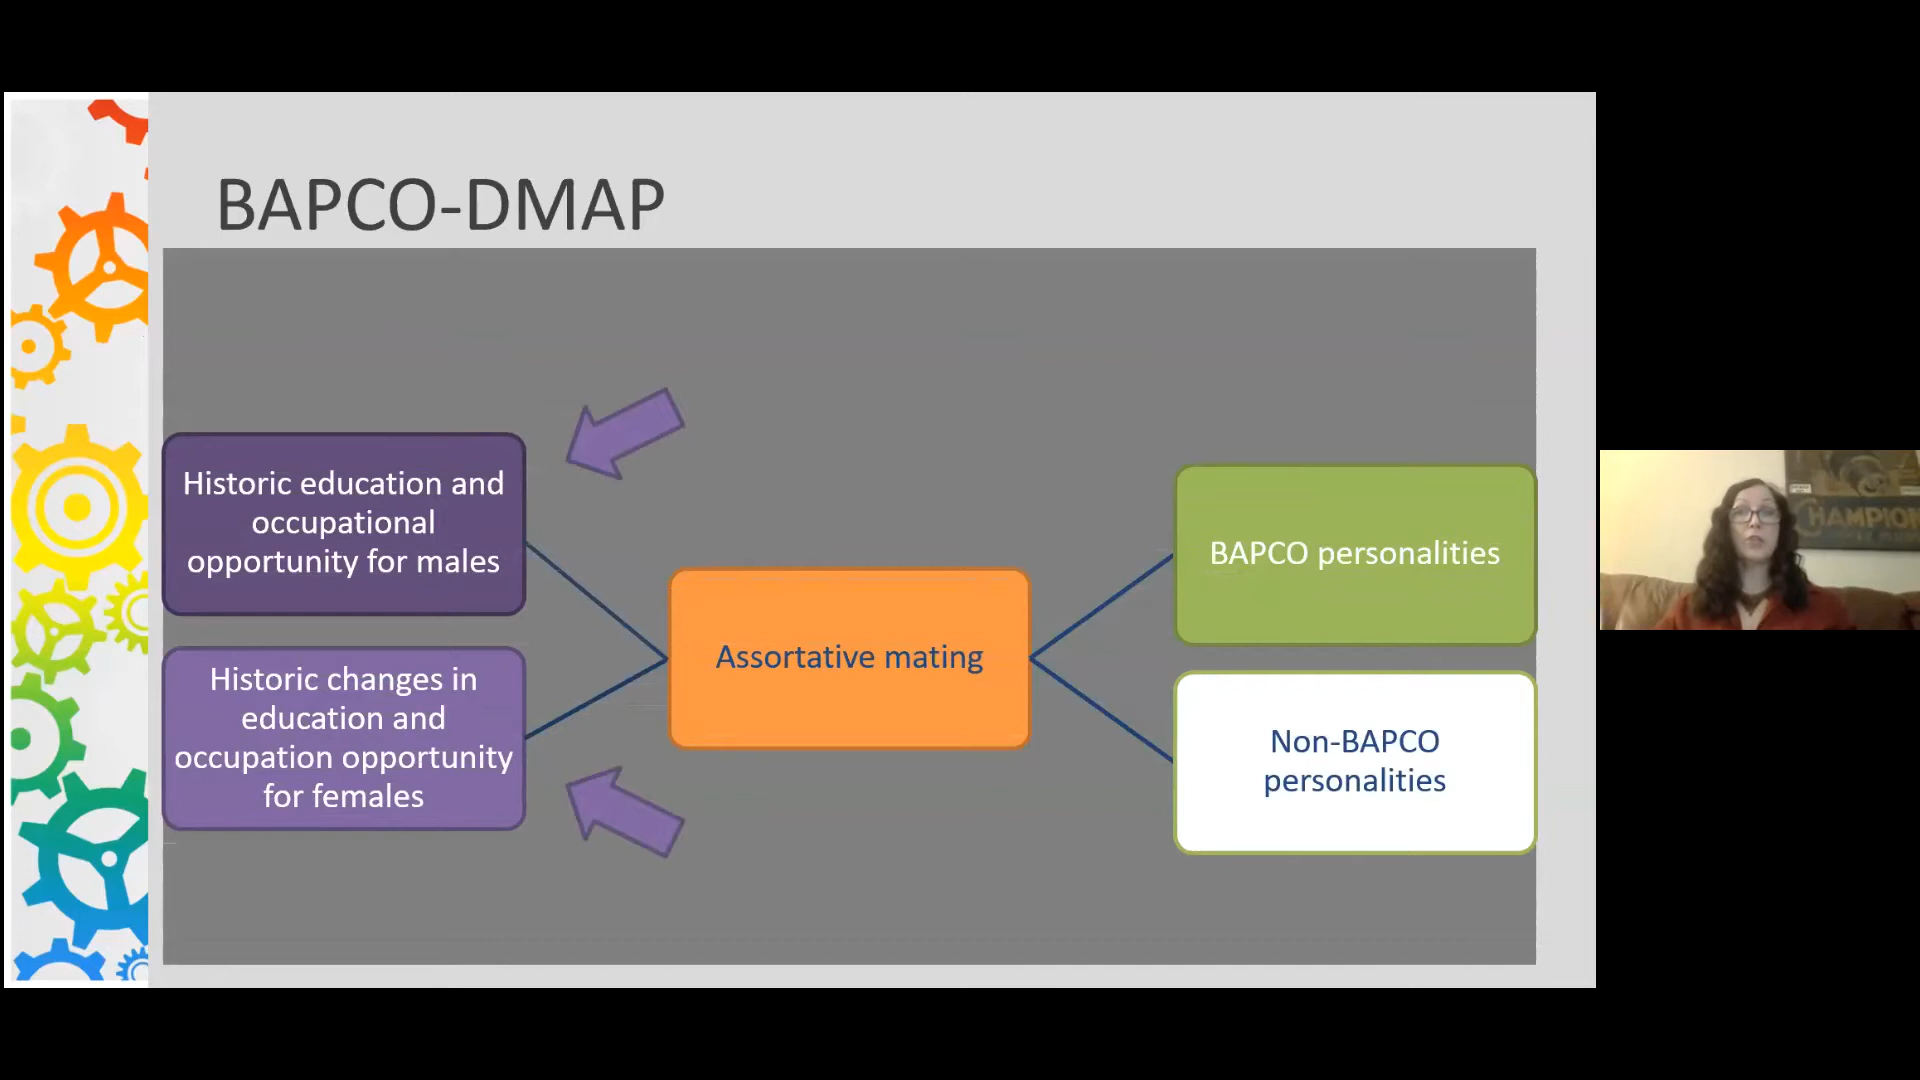 BAPCO-DMAP
Historic education and
occupational
opportunity for males
Historic changes in
education and
occupation opportunity
for females
Assortative mating
BAPCO personalities
Non-BAPCO
personalities
CHAMPION